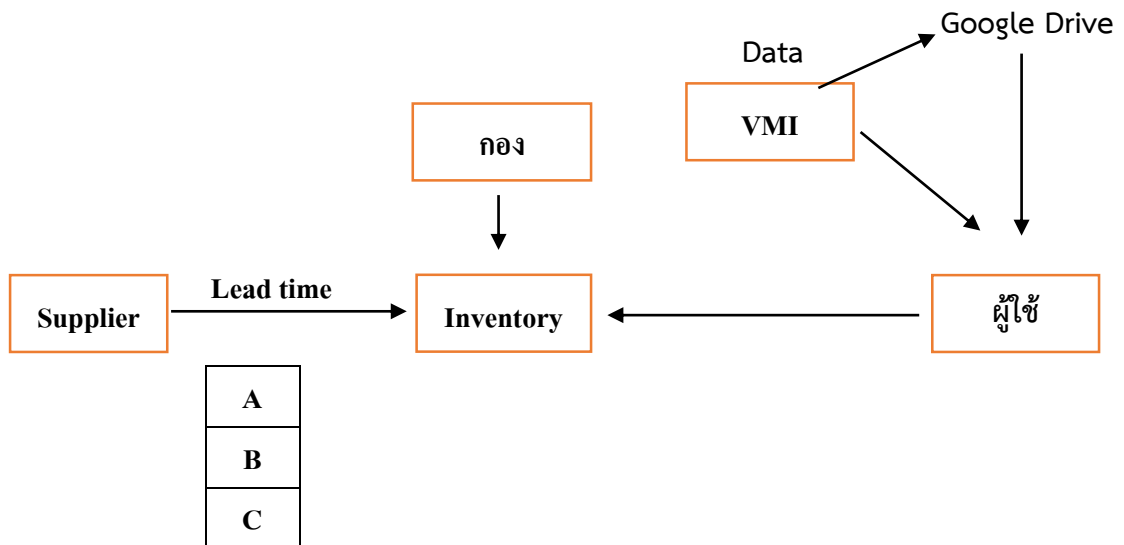 Google Drive
Data
VMI
กอง
Lead time
Supplier
Inventory
ผู้ใช้
A
B
C